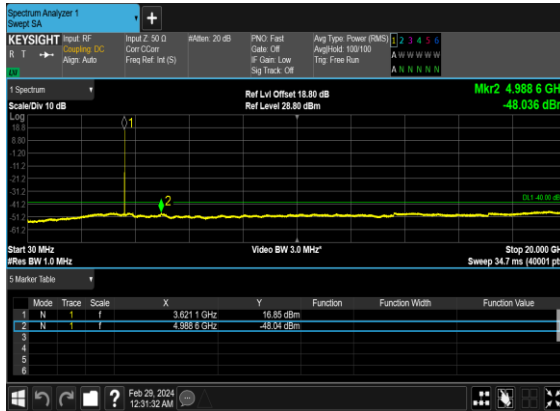 Spectrum Analyzer 1
Swept SA
+
KEYSIGHT
R T
Input: RF
Coupling: DC
Align: Auto
Input Z: 50 Ω
Corr CCorr
Freq Ref: Int (S)
#Atten: 20 dB
PNO: Fast
Gate: Off
IF Gain: Low
Sig Track: Off
Avg Type: Power (RMS)
Avg|Hold: 100/100
Trig: Free Run
1 2 3 4 5 6
A W W W W W
A N N N N N
1 Spectrum
Scale/Div 10 dB
Ref Lvl Offset 18.80 dB
Ref Level 28.80 dBm
Mkr2 4.988 6 GHz
-48.036 dBm
Log
18.8
8.80
-1.20
-11.2
-21.2
-31.2
-41.2
-51.2
-61.2
1
2
DL1 -40.00 dB
Start 30 MHz
#Res BW 1.0 MHz
Video BW 3.0 MHz*
Stop 20.000 GH
Sweep 34.7 ms (40001 pts
5 Marker Table
Mode Trace Scale X Y Function Function Width Function Value
1 N 1 f 3.621 1 GHz 16.85 dBm
2 N 1 f 4.988 6 GHz -48.04 dBm
3
4
5
6
?
Feb 29, 2024
12:31:32 AM